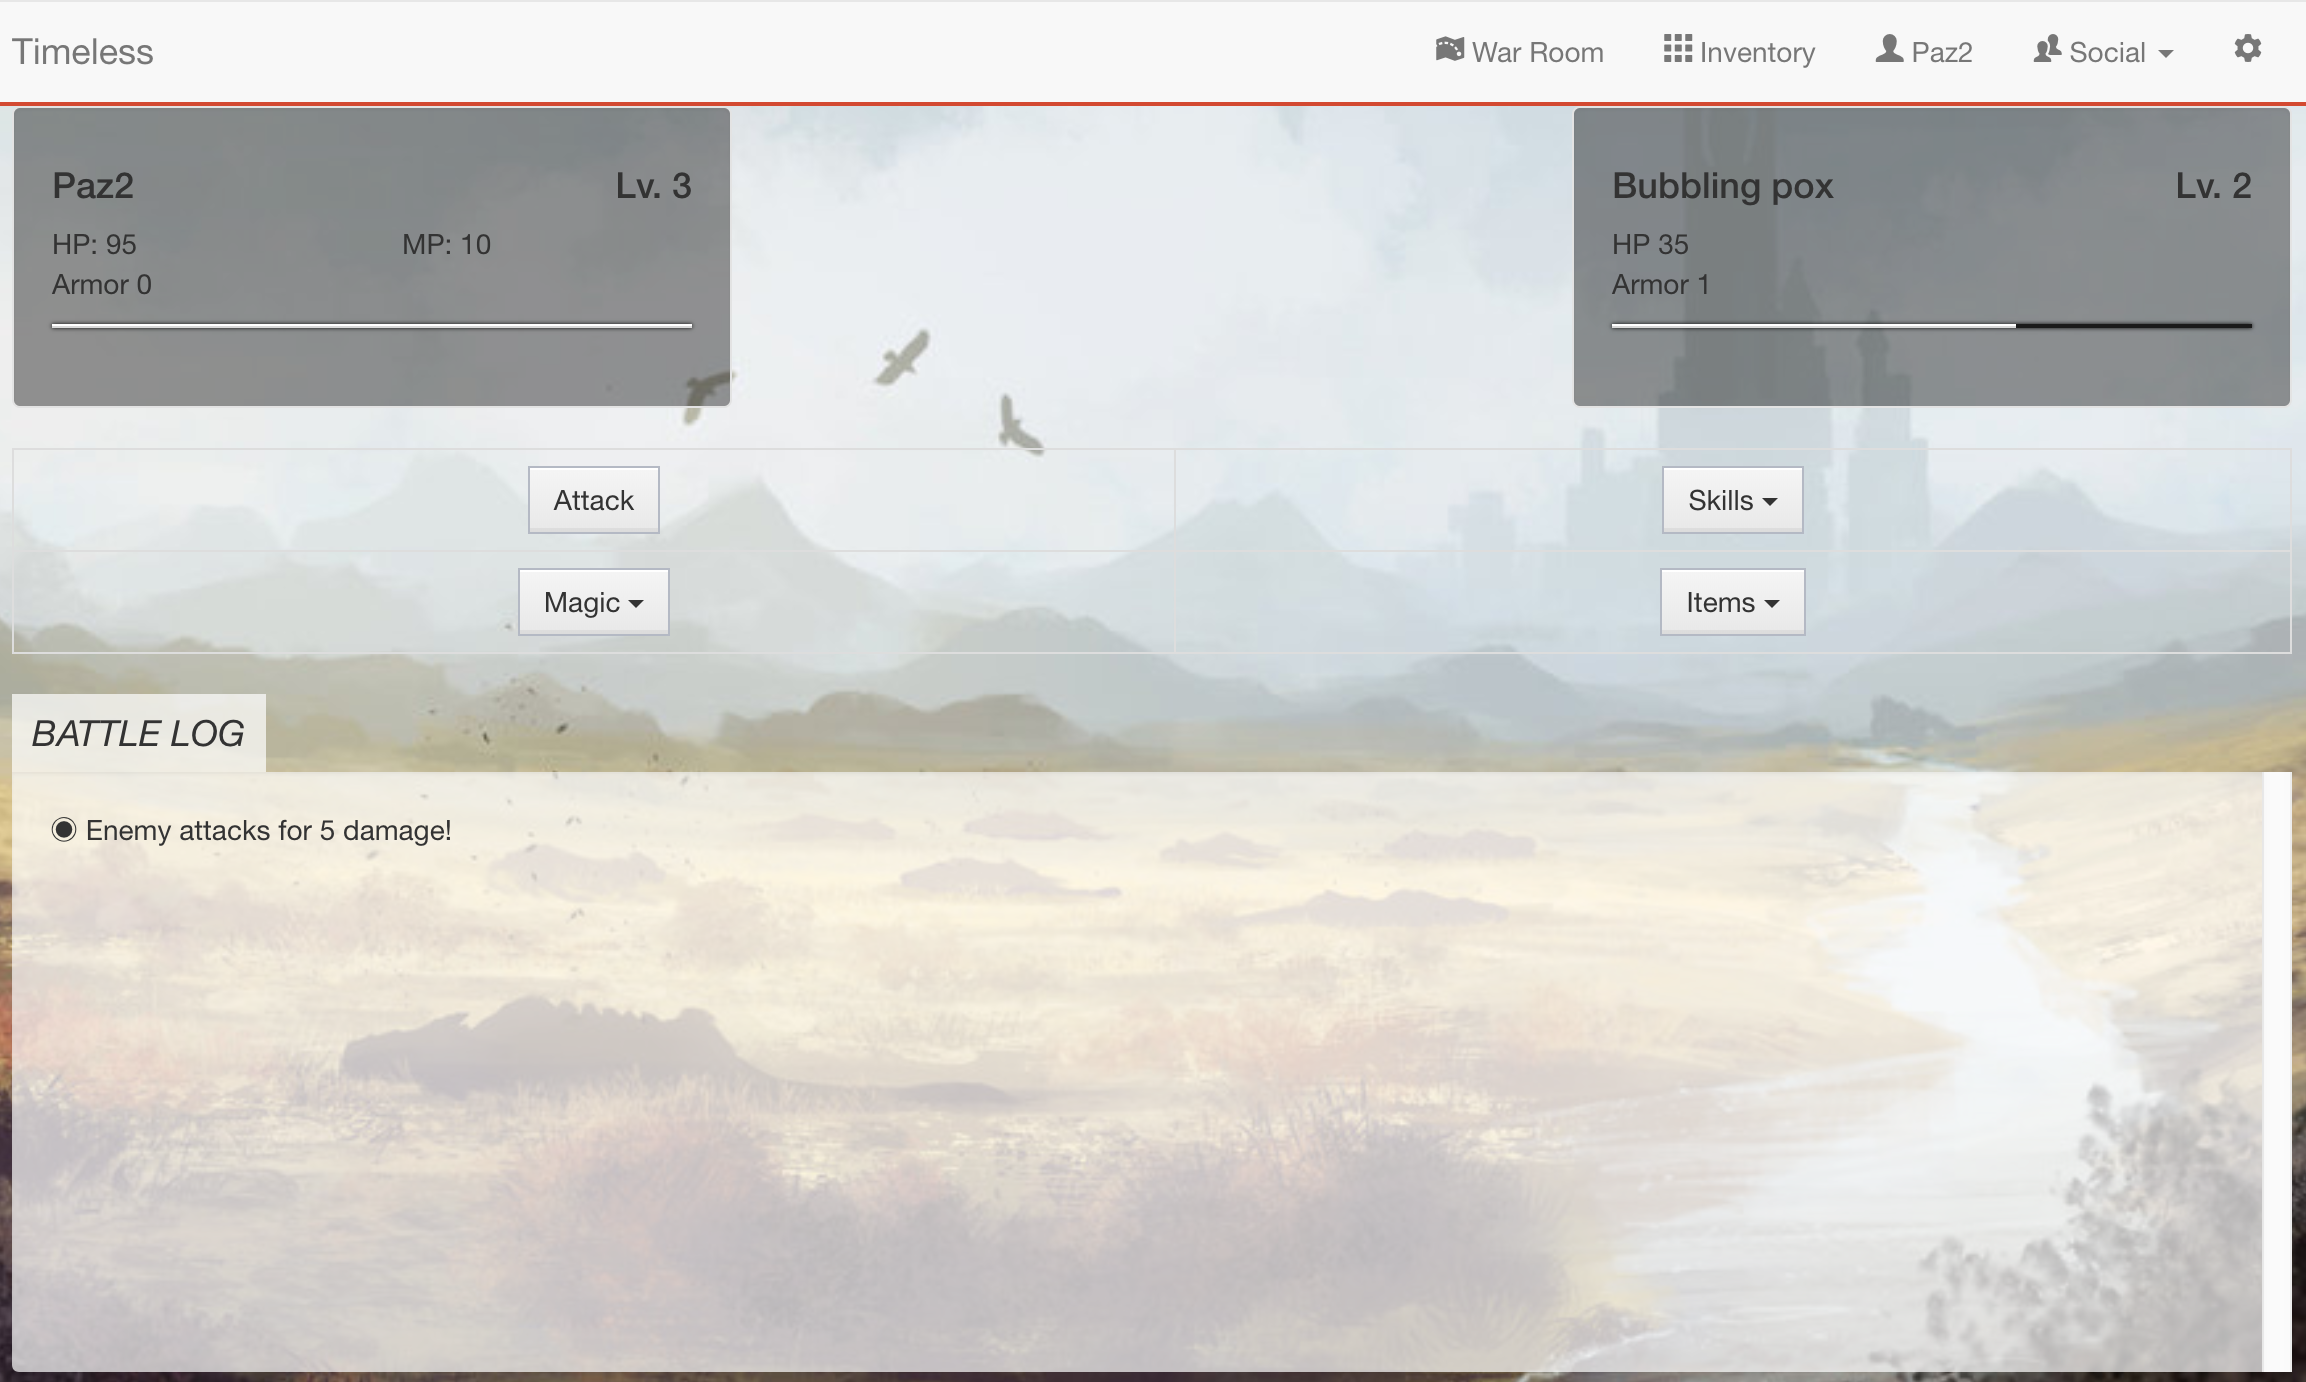 Timeless
War Room
Inventory
Paz2
Social
Paz2
Lv. 3
HP: 95
MP: 10
Armor 0
Bubbling pox
Lv. 2
HP 35
Armor 1
Attack
Skills
Magic
Items
BATTLE LOG
Enemy attacks for 5 damage!